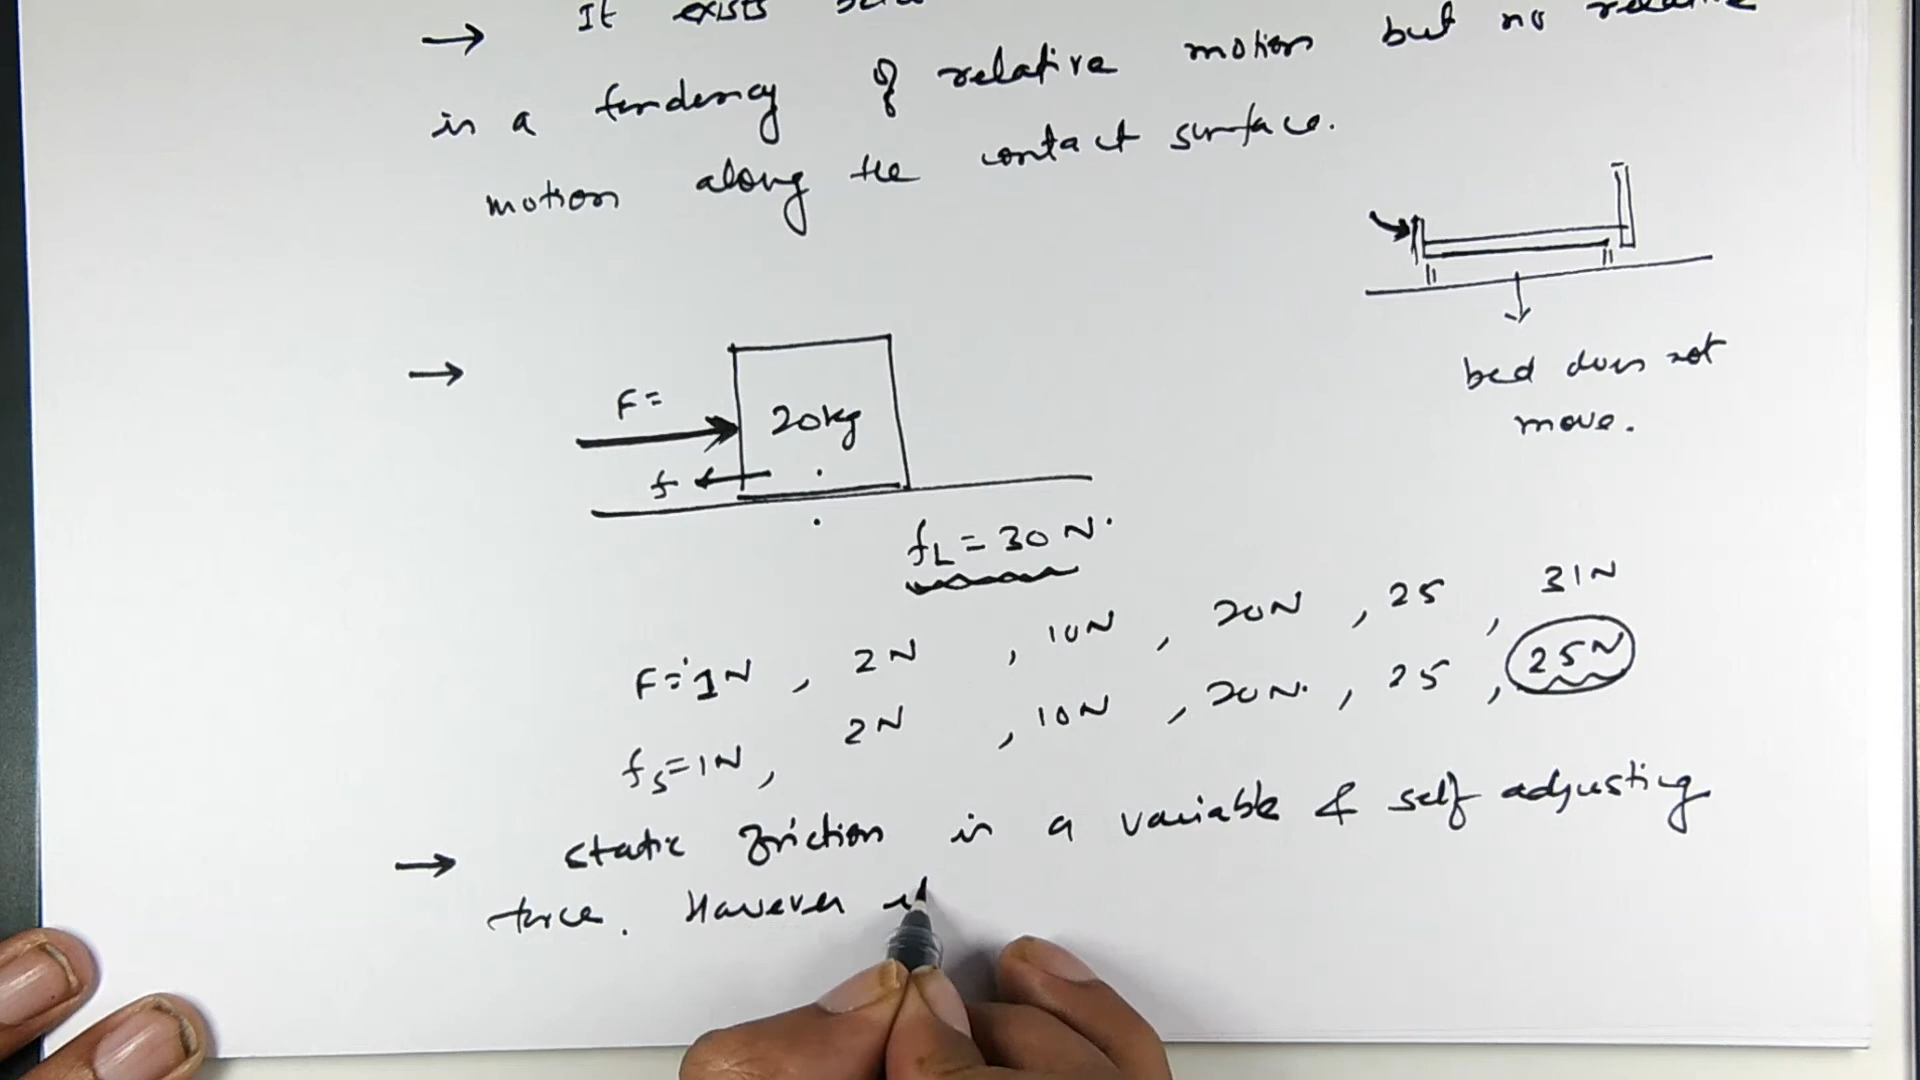 → It exists
in a tendency of relative motion but no relative
motion along the contact surface.
bed does not
move.
→
F=
20kg
f
fL = 30 N.
F = 1N , 2N , 10N , 20N , 25 , 31N
fs = 1N , 2N , 10N , 20N. , 25 , 25N
→ static friction is a variable & self adjusting
force. However